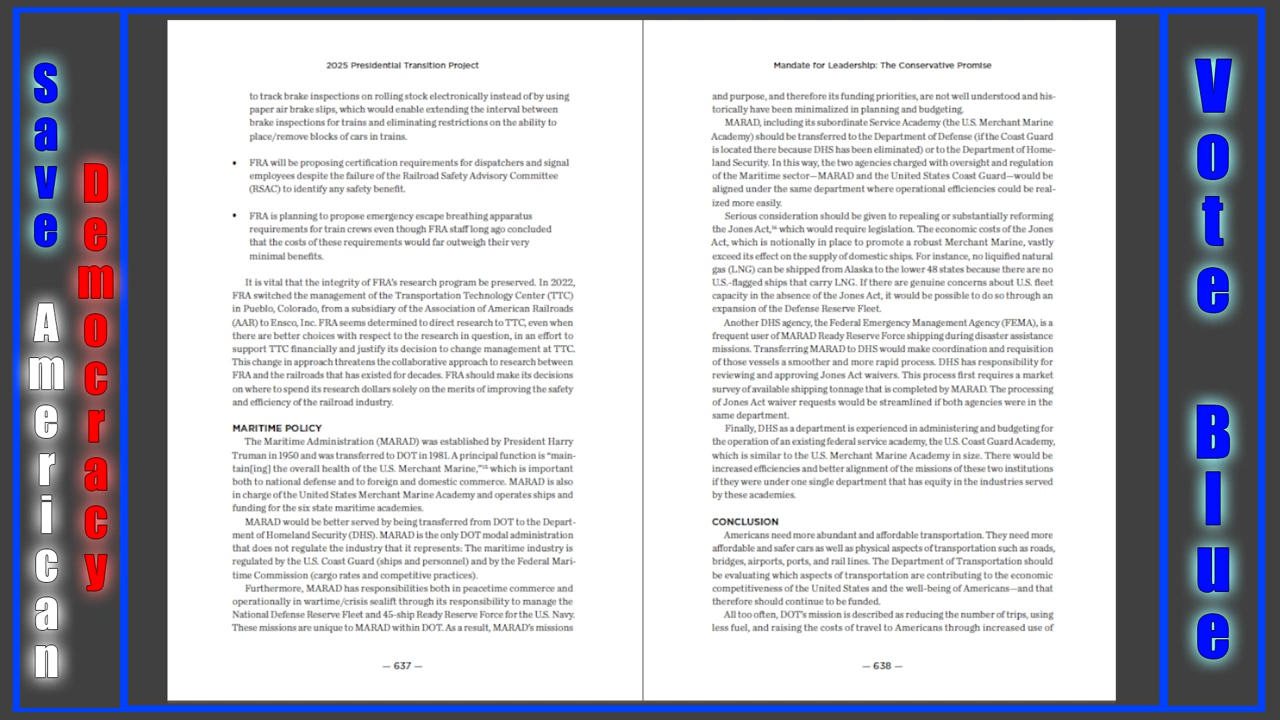 Save American
Democracy
2025 Presidential Transition Project
to track brake inspections on rolling stock electronically instead of by using
paper air brake slips, which would enable extending the interval between
brake inspections for trains and eliminating restrictions on the ability to
place/remove blocks of cars in trains.
• FRA will be proposing certification requirements for dispatchers and signal
employees despite the failure of the Railroad Safety Advisory Committee
(RSAC) to identify any safety benefit.
• FRA is planning to propose emergency escape breathing apparatus
requirements for train crews even though FRA staff long ago concluded
that the costs of these requirements would far outweigh their very
minimal benefits.
It is vital that the integrity of FRA's research program be preserved. In 2022,
FRA switched the management of the Transportation Technology Center (TTC)
in Pueblo, Colorado, from a subsidiary of the Association of American Railroads
(AAR) to Ensco, Inc. FRA seems determined to direct research to TTC, even when
there are better choices with respect to the research in question, in an effort to
support TTC financially and justify its decision to change management at TTC.
This change in approach threatens the collaborative approach to research between
FRA and the railroads that has existed for decades. FRA should make its decisions
on where to spend its research dollars solely on the merits of improving the safety
and efficiency of the railroad industry.
MARITIME POLICY
The Maritime Administration (MARAD) was established by President Harry
Truman in 1950 and was transferred to DOT in 1981. A principal function is "main-
tain[ing] the overall health of the U.S. Merchant Marine,"15 which is important
both to national defense and to foreign and domestic commerce. MARAD is also
in charge of the United States Merchant Marine Academy and operates ships and
funding for the six state maritime academies.
MARAD would be better served by being transferred from DOT to the Depart-
ment of Homeland Security (DHS). MARAD is the only DOT modal administration
that does not regulate the industry that it represents: The maritime industry is
regulated by the U.S. Coast Guard (ships and personnel) and by the Federal Mari-
time Commission (cargo rates and competitive practices).
Furthermore, MARAD has responsibilities both in peacetime commerce and
operationally in wartime/crisis sealift through its responsibility to manage the
National Defense Reserve Fleet and 45-ship Ready Reserve Force for the U.S. Navy.
These missions are unique to MARAD within DOT. As a result, MARAD's missions
— 637 —
Mandate for Leadership: The Conservative Promise
and purpose, and therefore its funding priorities, are not well understood and his-
torically have been minimalized in planning and budgeting.
MARAD, including its subordinate Service Academy (the U.S. Merchant Marine
Academy) should be transferred to the Department of Defense (if the Coast Guard
is located there because DHS has been eliminated) or to the Department of Home-
land Security. In this way, the two agencies charged with oversight and regulation
of the Maritime sector—MARAD and the United States Coast Guard—would be
aligned under the same department where operational efficiencies could be real-
ized more easily.
Serious consideration should be given to repealing or substantially reforming
the Jones Act,16 which would require legislation. The economic costs of the Jones
Act, which is notionally in place to promote a robust Merchant Marine, vastly
exceed its effect on the supply of domestic ships. For instance, no liquified natural
gas (LNG) can be shipped from Alaska to the lower 48 states because there are no
U.S.-flagged ships that carry LNG. If there are genuine concerns about U.S. fleet
capacity in the absence of the Jones Act, it would be possible to do so through an
expansion of the Defense Reserve Fleet.
Another DHS agency, the Federal Emergency Management Agency (FEMA), is a
frequent user of MARAD Ready Reserve Force shipping during disaster assistance
missions. Transferring MARAD to DHS would make coordination and requisition
of those vessels a smoother and more rapid process. DHS has responsibility for
reviewing and approving Jones Act waivers. This process first requires a market
survey of available shipping tonnage that is completed by MARAD. The processing
of Jones Act waiver requests would be streamlined if both agencies were in the
same department.
Finally, DHS as a department is experienced in administering and budgeting for
the operation of an existing federal service academy, the U.S. Coast Guard Academy,
which is similar to the U.S. Merchant Marine Academy in size. There would be
increased efficiencies and better alignment of the missions of these two institutions
if they were under one single department that has equity in the industries served
by these academies.
CONCLUSION
Americans need more abundant and affordable transportation. They need more
affordable and safer cars as well as physical aspects of transportation such as roads,
bridges, airports, ports, and rail lines. The Department of Transportation should
be evaluating which aspects of transportation are contributing to the economic
competitiveness of the United States and the well-being of Americans—and that
therefore should continue to be funded.
All too often, DOT's mission is described as reducing the number of trips, using
less fuel, and raising the costs of travel to Americans through increased use of
— 638 —
Vote Blue